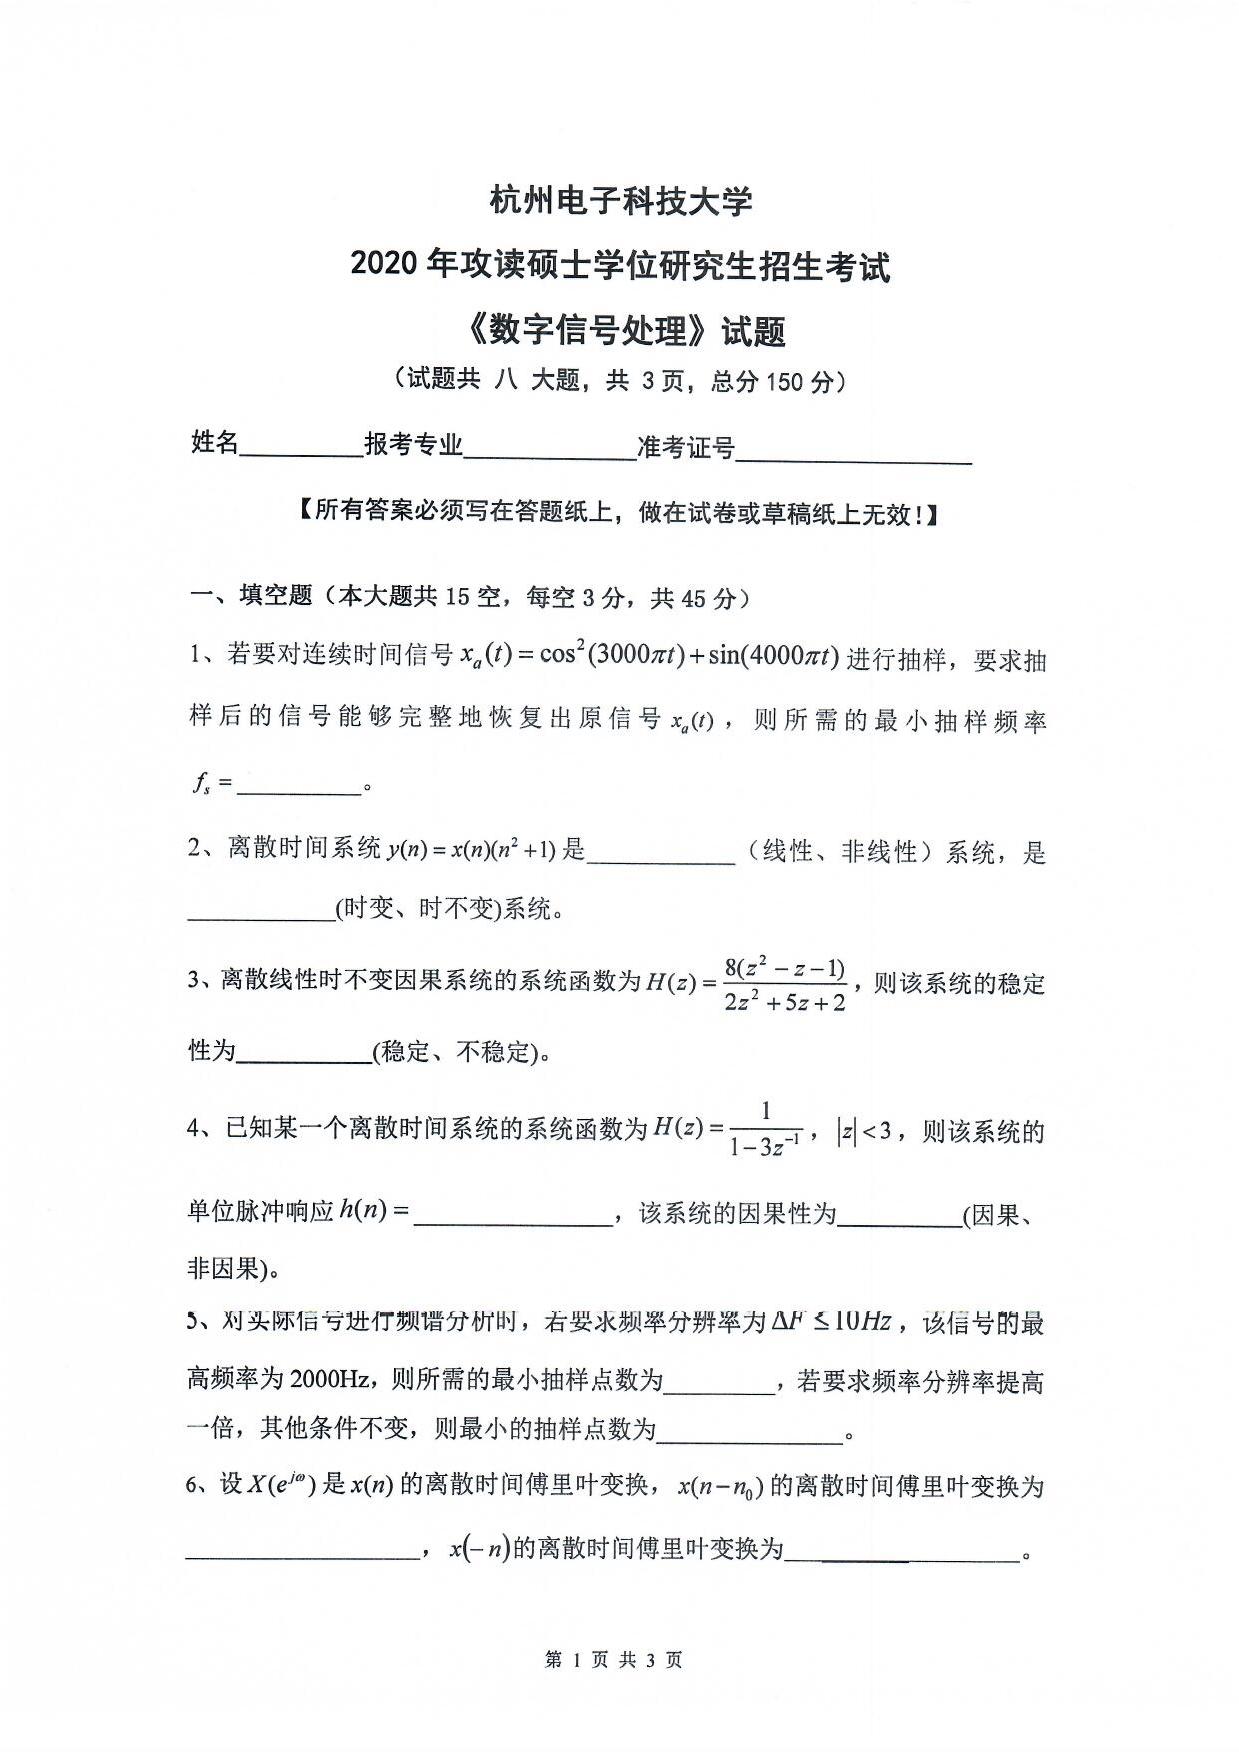 杭州电子科技大学
2020 年攻读硕士学位研究生招生考试
《数字信号处理》试题
（试题共 八 大题，共 3 页，总分 150 分）
姓名__________报考专业______________准考证号____________________
【所有答案必须写在答题纸上，做在试卷或草稿纸上无效！】
一、填空题（本大题共 15 空，每空 3 分，共 45 分）
1、若要对连续时间信号 xₐ(t) = cos²(3000πt) + sin(4000πt) 进行抽样，要求抽
样后的信号能够完整地恢复出原信号 xₐ(t)，则所需的最小抽样频率
fₛ = __________。
2、离散时间系统 y(n) = x(n)(n² +1) 是____________（线性、非线性）系统，是
____________(时变、时不变)系统。
3、离散线性时不变因果系统的系统函数为 H(z) = 8(z² − z − 1) / (2z² + 5z + 2)，则该系统的稳定
性为___________(稳定、不稳定)。
4、已知某一个离散时间系统的系统函数为 H(z) = 1 / (1−3z⁻¹)，|z| < 3，则该系统的
单位脉冲响应 h(n) = ________________，该系统的因果性为__________(因果、
非因果)。
5、对实际信号进行频谱分析时，若要求频率分辨率为 ΔF ≤ 10Hz，该信号的最
高频率为 2000Hz，则所需的最小抽样点数为_________，若要求频率分辨率提高
一倍，其他条件不变，则最小的抽样点数为_______________。
6、设 X(e^{jω}) 是 x(n) 的离散时间傅里叶变换，x(n−n₀) 的离散时间傅里叶变换为
___________________，x(−n)的离散时间傅里叶变换为___________________。
第 1 页 共 3 页